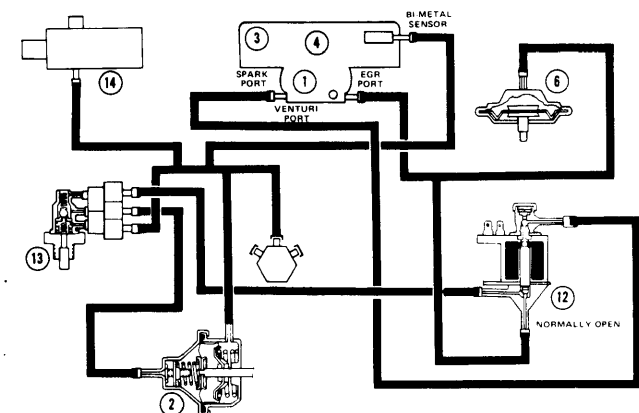 BI-METAL
SENSOR
3
4
14
SPARK
PORT
1
EGR
PORT
6
VENTURI
PORT
13
12
NORMALLY OPEN
2